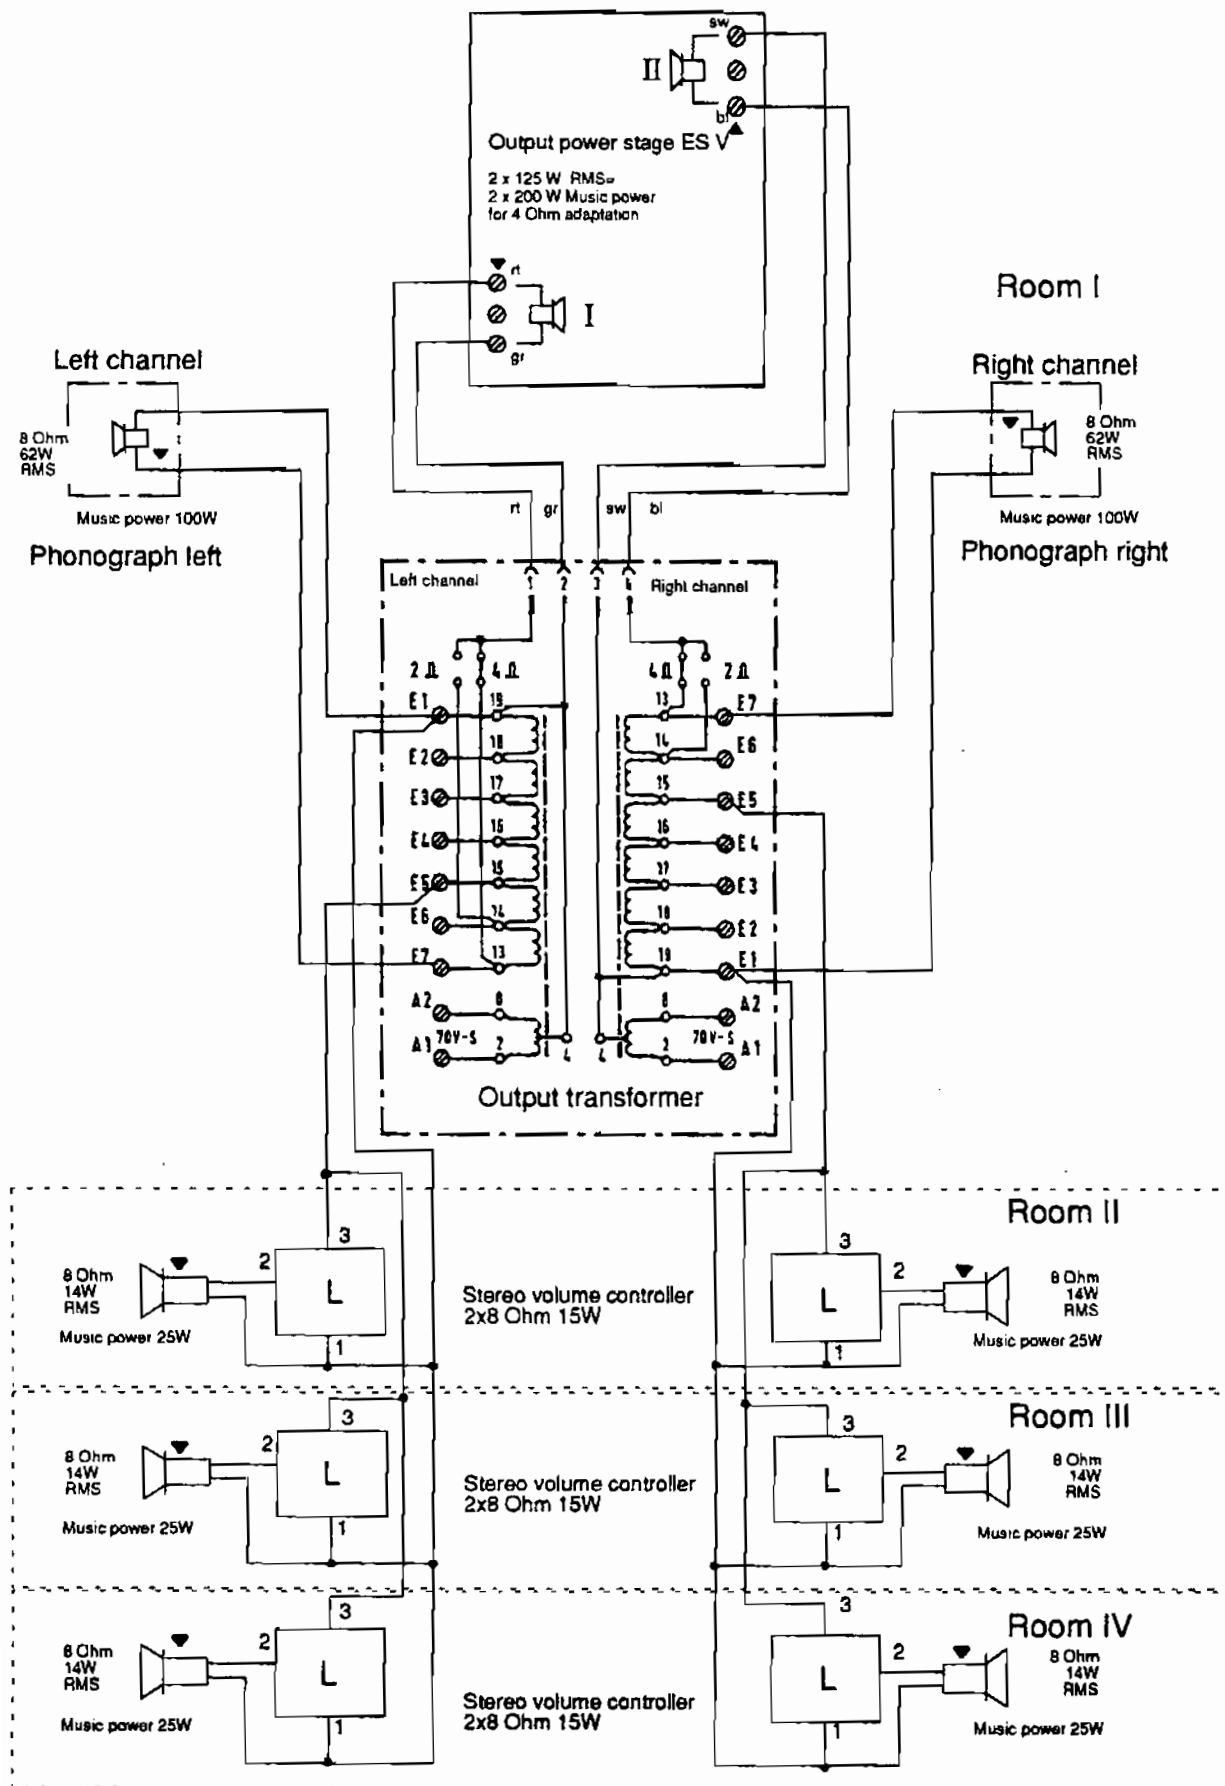 sw
II
bl
Output power stage ES V
2 x 125 W RMS=
2 x 200 W Music power
for 4 Ohm adaptation
rt
I
gr
Room I
Left channel
8 Ohm
62W
RMS
Music power 100W
Phonograph left
Right channel
8 Ohm
62W
RMS
Music power 100W
Phonograph right
rt gr sw bl
Left channel 1 2 3 4 Right channel
2 Ω 4 Ω 4 Ω 2 Ω
E1 19 13 E7
E2 18 14 E6
E3 17 15 E5
E4 16 16 E4
E5 15 17 E3
E6 14 18 E2
E7 13 19 E1
A2 8 8 A2
70V-S 4 4 70V-S
A1 2 2 A1
Output transformer
Room II
8 Ohm
14W
RMS
Music power 25W
3
2
L
1
Stereo volume controller
2x8 Ohm 15W
3
2
L
1
8 Ohm
14W
RMS
Music power 25W
Room III
8 Ohm
14W
RMS
Music power 25W
3
2
L
1
Stereo volume controller
2x8 Ohm 15W
3
2
L
1
8 Ohm
14W
RMS
Music power 25W
Room IV
8 Ohm
14W
RMS
Music power 25W
3
2
L
1
Stereo volume controller
2x8 Ohm 15W
3
2
L
1
8 Ohm
14W
RMS
Music power 25W